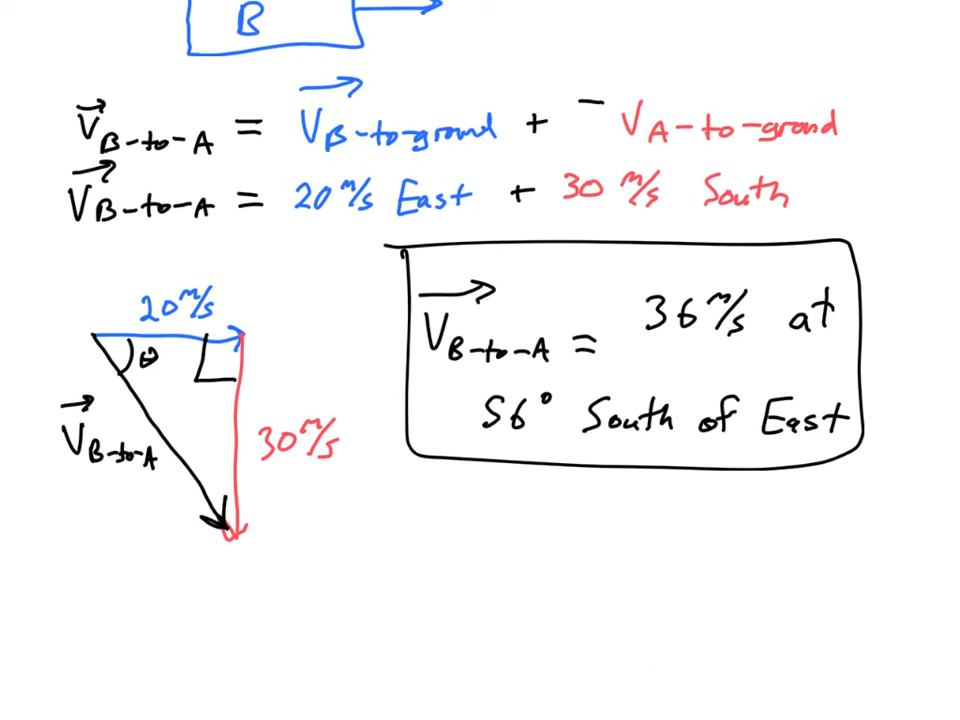 B
V B-to-A = V B-to-ground + - V A-to-ground
V B-to-A = 20 m/s East + 30 m/s South
20 m/s
θ
V B-to-A
30 m/s
V B-to-A = 36 m/s at
56° South of East